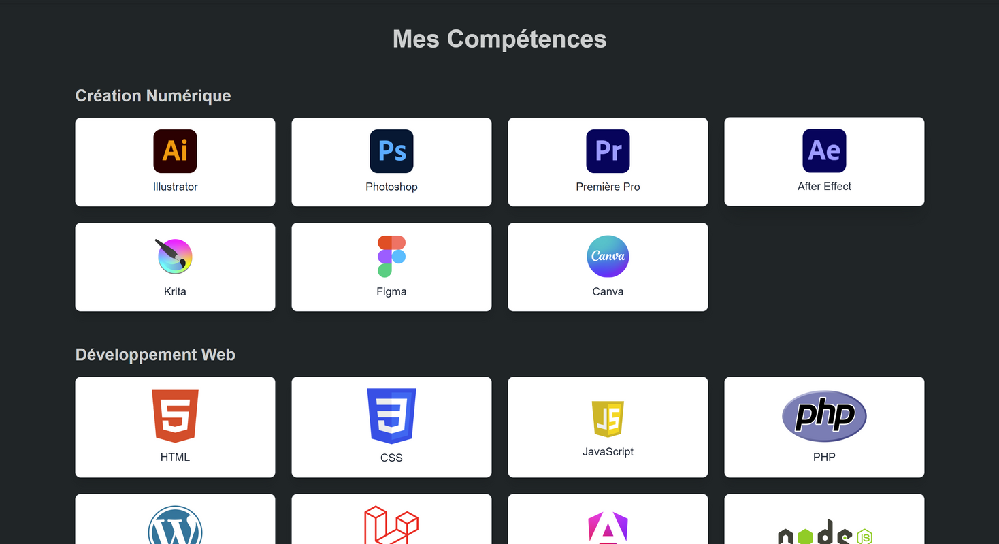 Mes Compétences
Création Numérique
Ai
Ps
Pr
Ae
Illustrator
Photoshop
Première Pro
After Effect
Canva
Krita
Figma
Canva
Développement Web
5
3
JS
php
HTML
CSS
JavaScript
PHP
W
A
node
JS